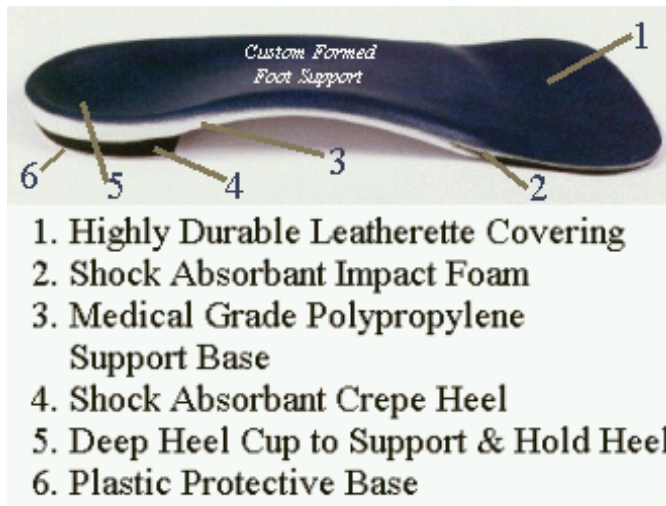 Custom Formed
Foot Support
1
6
5
4
3
2
1. Highly Durable Leatherette Covering
2. Shock Absorbant Impact Foam
3. Medical Grade Polypropylene
Support Base
4. Shock Absorbant Crepe Heel
5. Deep Heel Cup to Support & Hold Heel
6. Plastic Protective Base